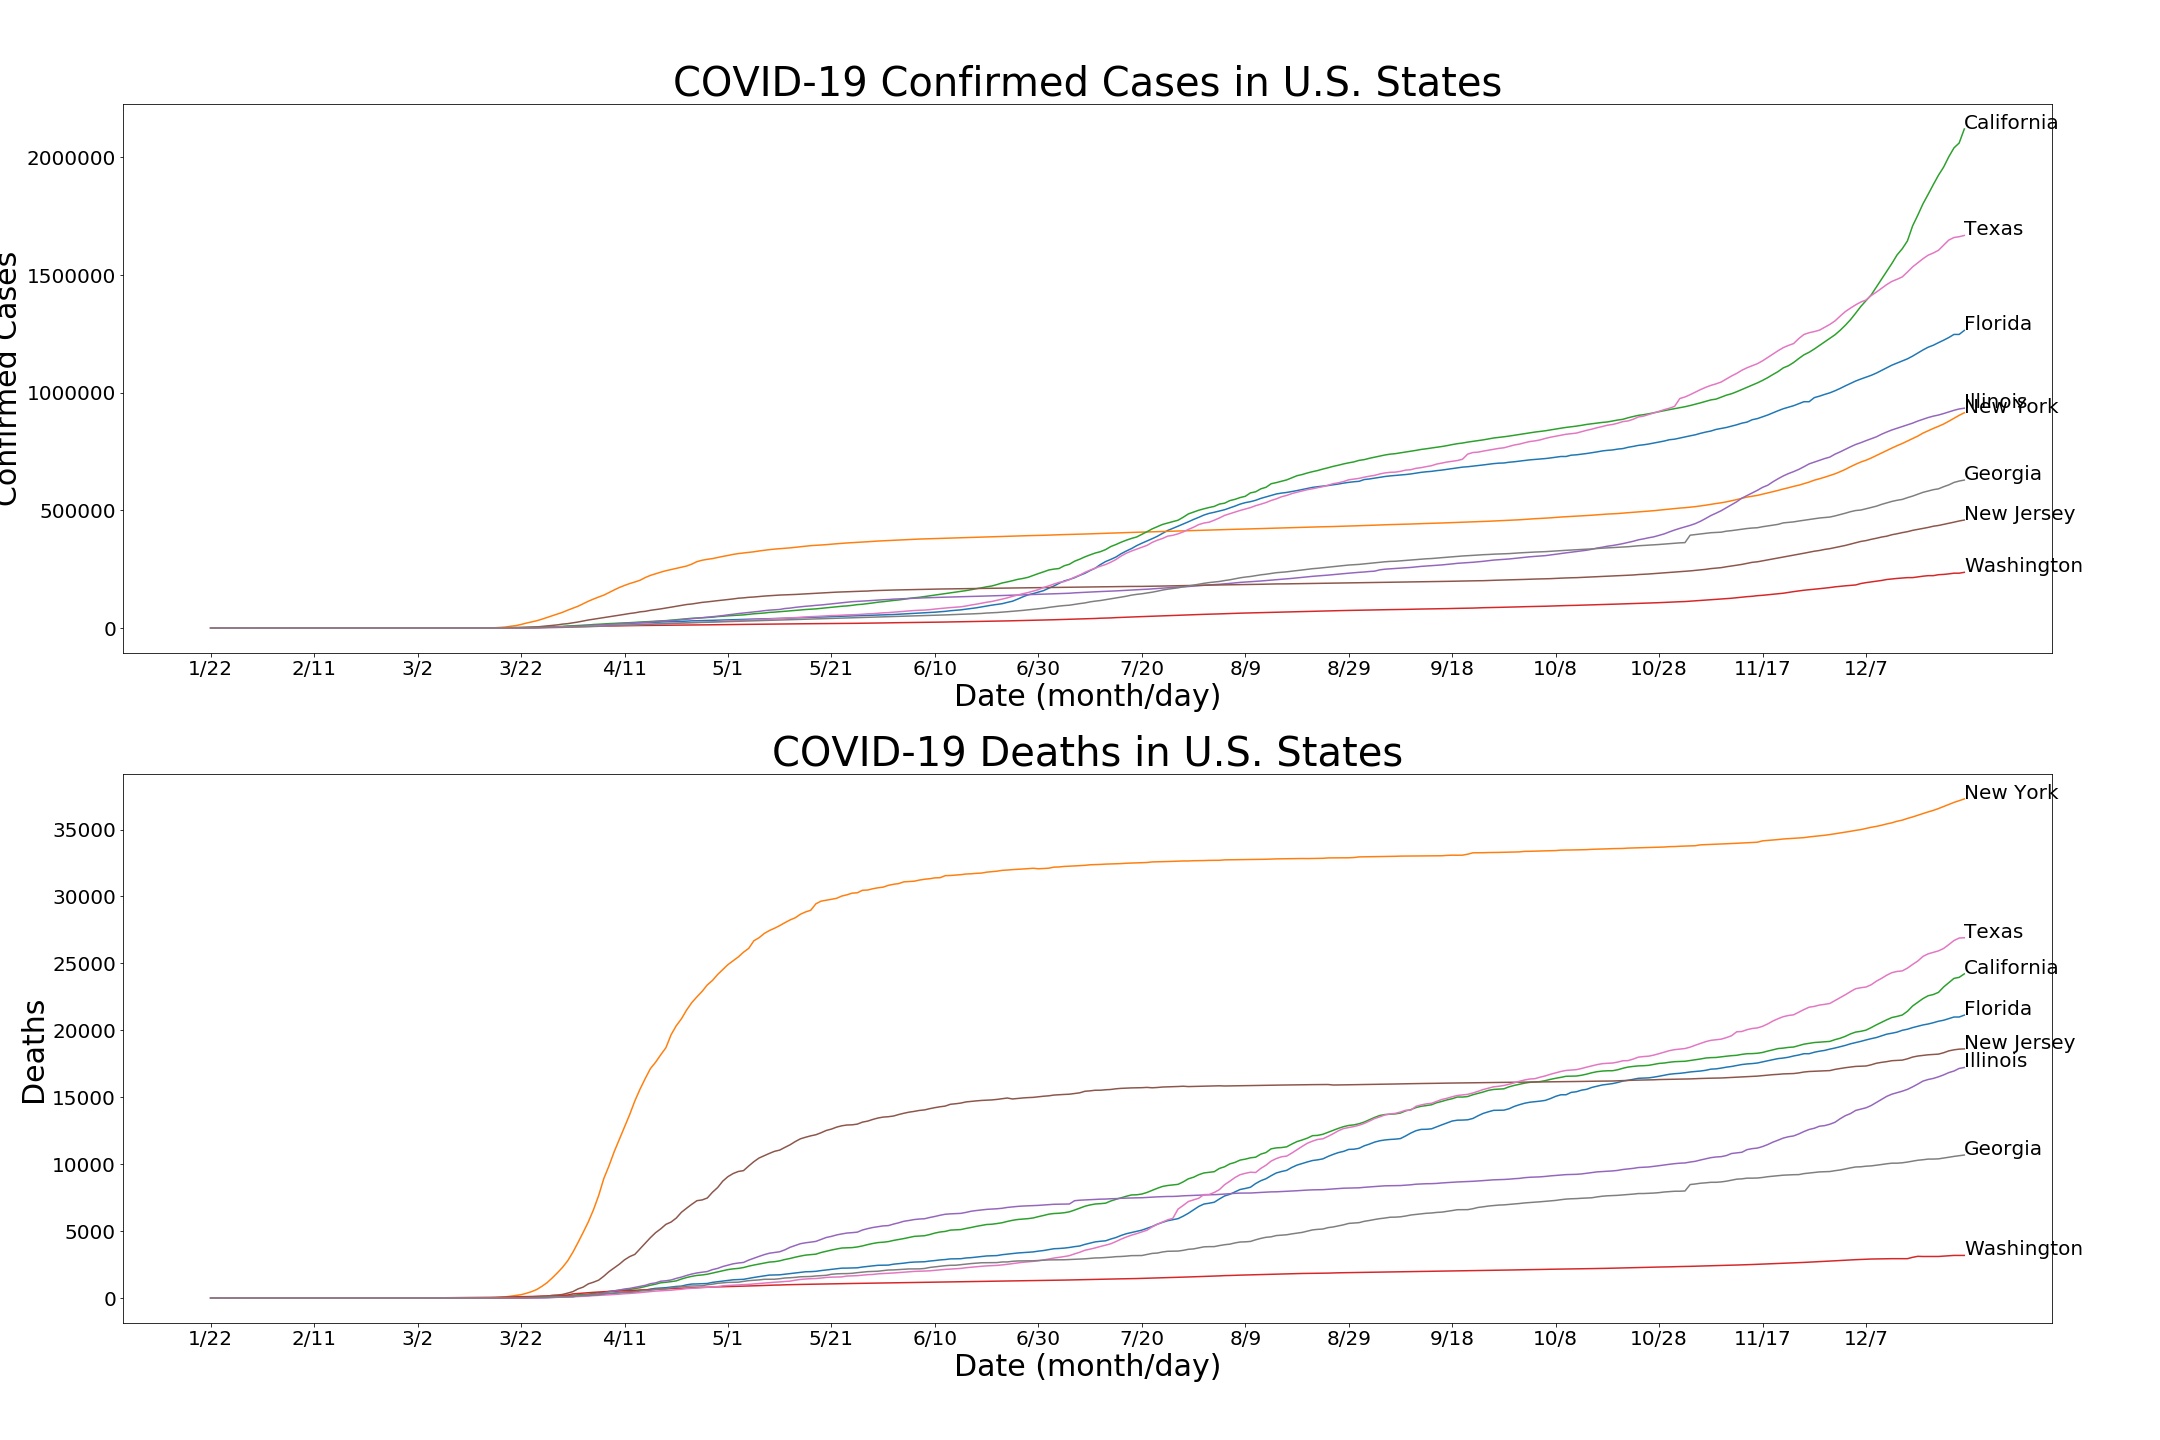 COVID-19 Confirmed Cases in U.S. States
Confirmed Cases
2000000
1500000
1000000
500000
0
California
Texas
Florida
Illinois
New York
Georgia
New Jersey
Washington
1/22 2/11 3/2 3/22 4/11 5/1 5/21 6/10 6/30 7/20 8/9 8/29 9/18 10/8 10/28 11/17 12/7
Date (month/day)
COVID-19 Deaths in U.S. States
Deaths
35000
30000
25000
20000
15000
10000
5000
0
New York
Texas
California
Florida
New Jersey
Illinois
Georgia
Washington
1/22 2/11 3/2 3/22 4/11 5/1 5/21 6/10 6/30 7/20 8/9 8/29 9/18 10/8 10/28 11/17 12/7
Date (month/day)